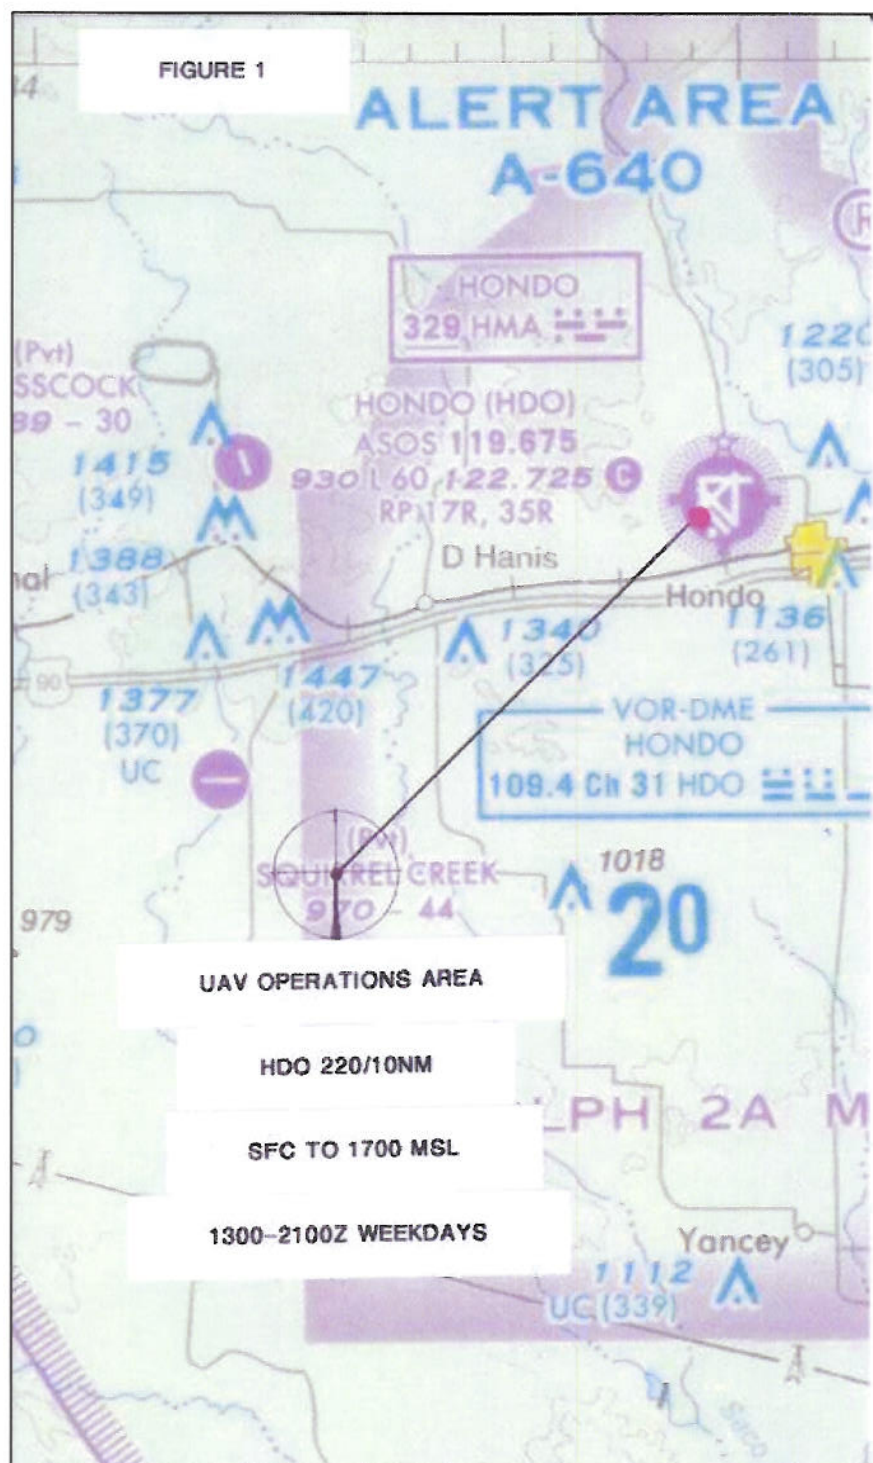 FIGURE 1
ALERT AREA
A-640
HONDO
329 HMA
(Pvt)
SSCOCK
89 - 30
1220
(305)
HONDO (HDO)
ASOS 119.675
930 L 60 122.725 C
RP 17R, 35R
R
1415
(349)
1388
(343)
D Hanis
Hondo
1136
(261)
1340
(325)
90
1377
(370)
UC
1447
(420)
VOR-DME
HONDO
109.4 Ch 31 HDO
(Pvt)
SQUIRREL CREEK
970 - 44
1018
20
979
UAV OPERATIONS AREA
HDO 220/10NM
SFC TO 1700 MSL
1300-2100Z WEEKDAYS
LPH 2A M
Yancey
1112
UC (339)
Seco